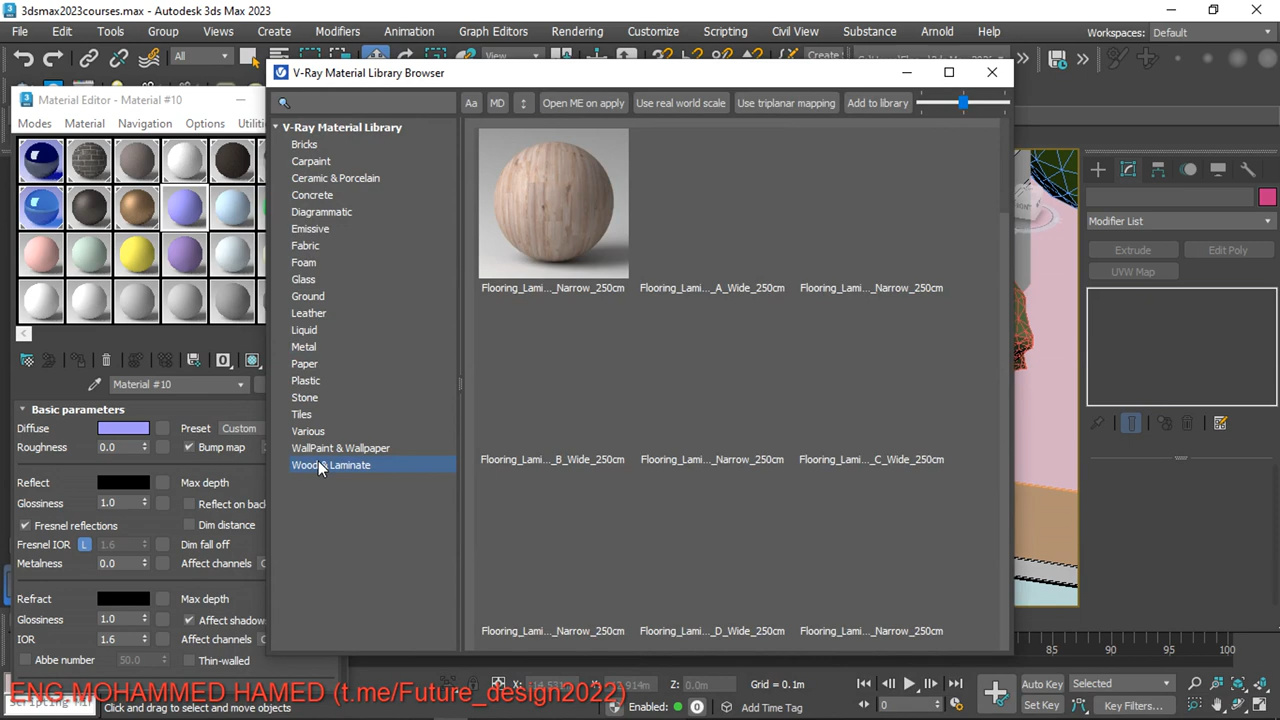 3dsmax2023courses.max - Autodesk 3ds Max 2023
File Edit Tools Group Views Create Modifiers Animation Graph Editors Rendering Customize Scripting Civil View Substance Arnold Help Workspaces: Default
All
View
Create
V-Ray Material Library Browser
Material Editor - Material #10
Modes Material Navigation Options
Aa MD Open ME on apply Use real world scale Use triplanar mapping Add to library
V-Ray Material Library
Bricks
Carpaint
Ceramic & Porcelain
Concrete
Diagrammatic
Emissive
Fabric
Foam
Glass
Ground
Leather
Liquid
Metal
Paper
Plastic
Stone
Tiles
Various
WallPaint & Wallpaper
Wood & Laminate
Flooring_Lami..._Narrow_250cm Flooring_Lami..._A_Wide_250cm Flooring_Lami..._Narrow_250cm
Flooring_Lami..._B_Wide_250cm Flooring_Lami..._Narrow_250cm Flooring_Lami..._C_Wide_250cm
Flooring_Lami..._Narrow_250cm Flooring_Lami..._D_Wide_250cm Flooring_Lami..._Narrow_250cm
Material #10
Basic parameters
Diffuse Preset Custom
Roughness 0.0 Bump map
Reflect Max depth
Glossiness 1.0 Reflect on back
Fresnel reflections Dim distance
Fresnel IOR L 1.6 Dim fall off
Metalness 0.0 Affect channels
Refract Max depth
Glossiness 1.0 Affect shadow
IOR 1.6 Affect channels
Abbe number 50.0 Thin-walled
Modifier List
Extrude Edit Poly
UVW Map
85 90 95 100
ENG MOHAMMED HAMED (t.me/Future_design2022)
X: Z: 0.0m Grid = 0.1m
Click and drag to select and move objects
Enabled: 0 Add Time Tag
0
Auto Key Selected
Set Key Key Filters...